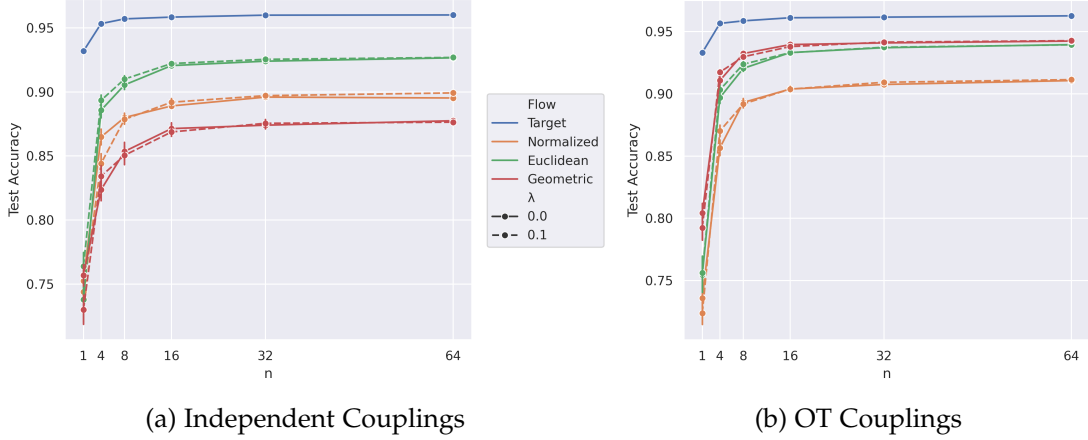 0.95
0.90
0.85
0.80
0.75
Test Accuracy
1 4 8 16 32 64
n
Flow
Target
Normalized
Euclidean
Geometric
λ
0.0
0.1
0.95
0.90
0.85
0.80
0.75
Test Accuracy
1 4 8 16 32 64
n
(a) Independent Couplings
(b) OT Couplings